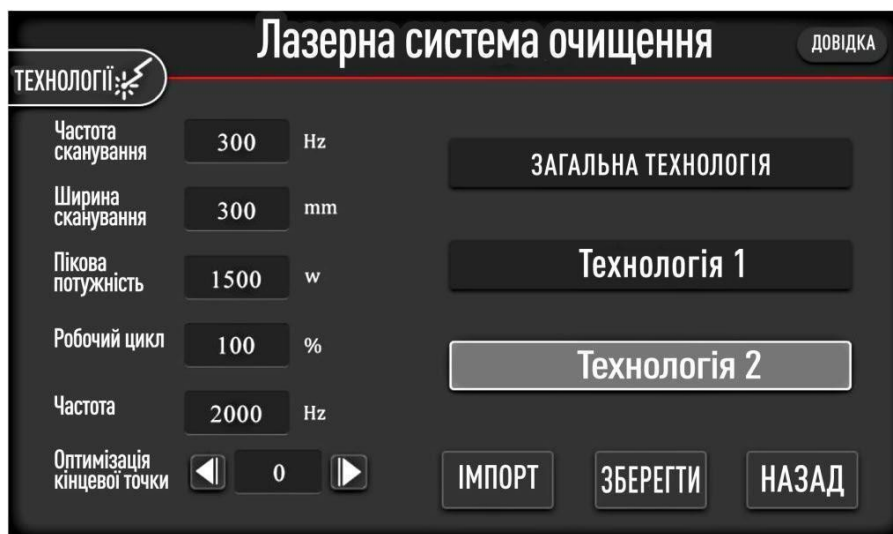 Лазерна система очищення
ДОВІДКА
ТЕХНОЛОГІЇ
Частота
сканування
300 Hz
Ширина
сканування
300 mm
Пікова
потужність
1500 w
Робочий цикл
100 %
Частота
2000 Hz
Оптимізація
кінцевої точки
0
ЗАГАЛЬНА ТЕХНОЛОГІЯ
Технологія 1
Технологія 2
ІМПОРТ
ЗБЕРЕГТИ
НАЗАД